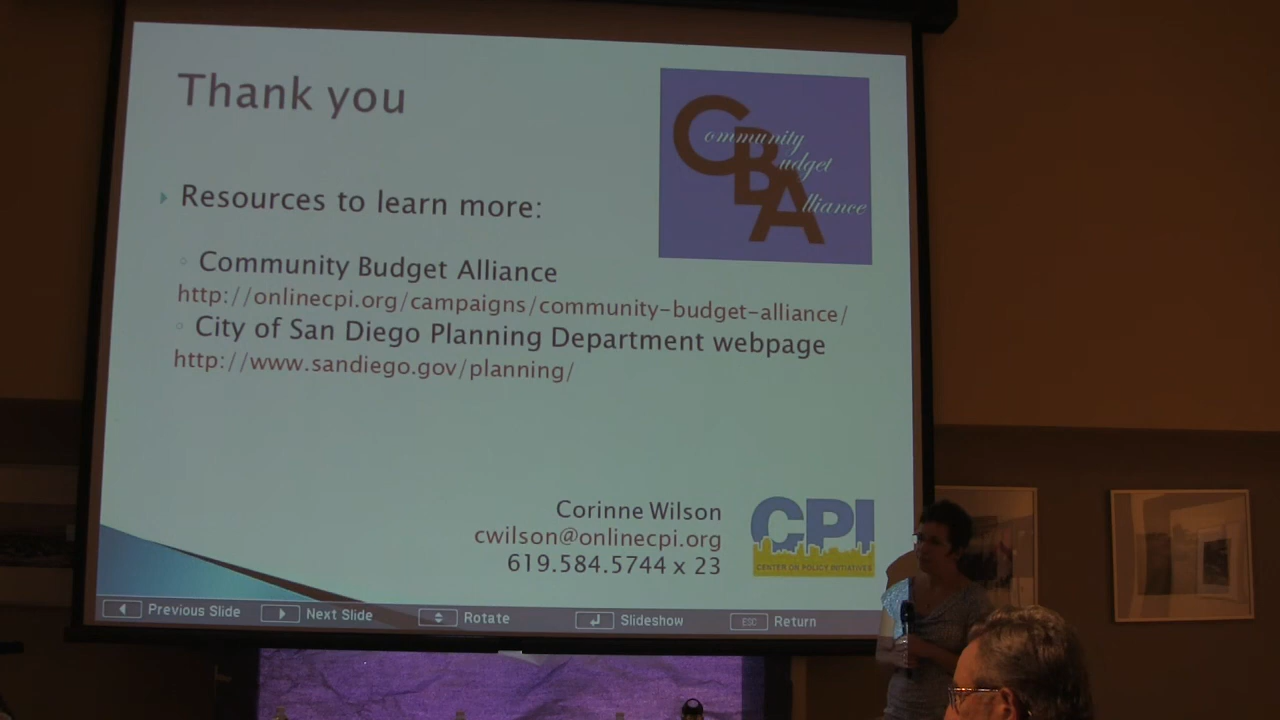 Thank you
Community
Budget
Alliance
Resources to learn more:
Community Budget Alliance
http://onlinecpi.org/campaigns/community-budget-alliance/
City of San Diego Planning Department webpage
http://www.sandiego.gov/planning/
Corinne Wilson
cwilson@onlinecpi.org
619.584.5744 x 23
CPI
CENTER ON POLICY INITIATIVES
Previous Slide Next Slide Rotate Slideshow ESC Return